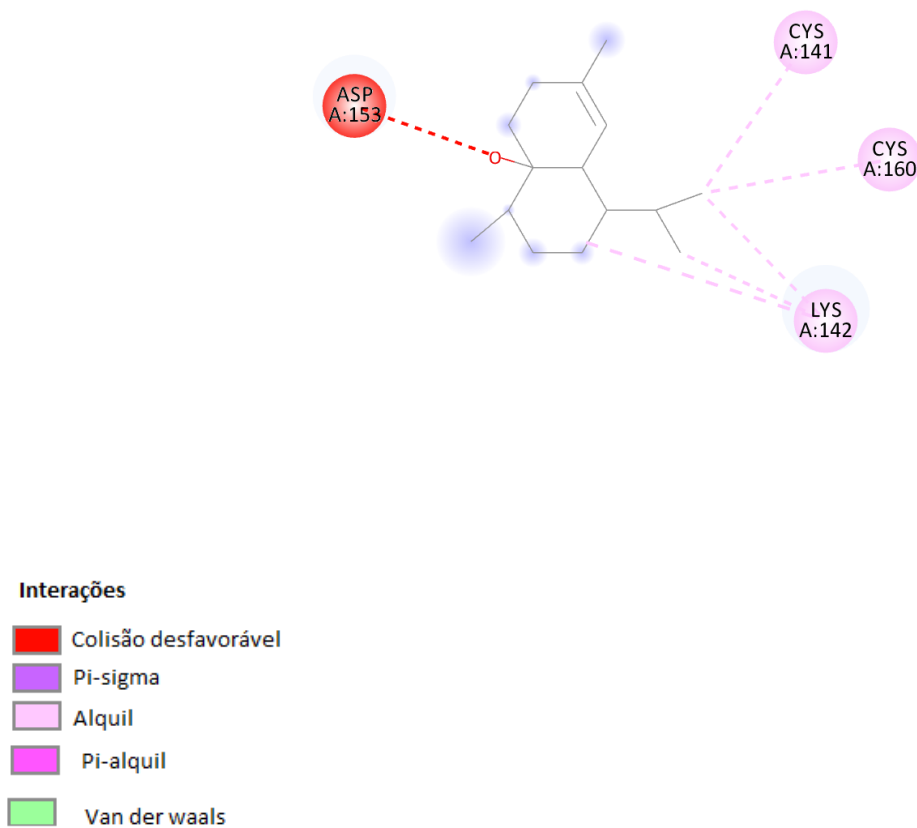 CYS
A:141
ASP
A:153
O
CYS
A:160
LYS
A:142
Interações
Colisão desfavorável
Pi-sigma
Alquil
Pi-alquil
Van der waals